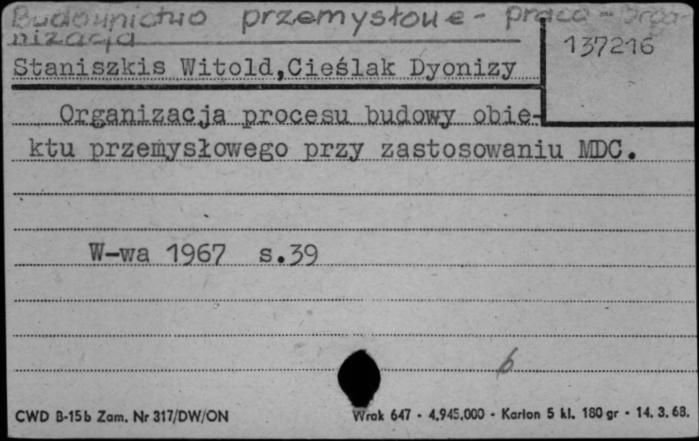 Budownictwo przemysłowe - praca - orga-
nizacja
137216
Staniszkis Witold,Cieślak Dyonizy
Organizacja procesu budowy obie-
ktu przemysłowego przy zastosowaniu MDC.
W-wa 1967 s.39
6
CWD B-15b Zam. Nr 317/DW/ON Wrak 647 - 4.945.000 - Karton 5 kl. 180 gr - 14.3.68.